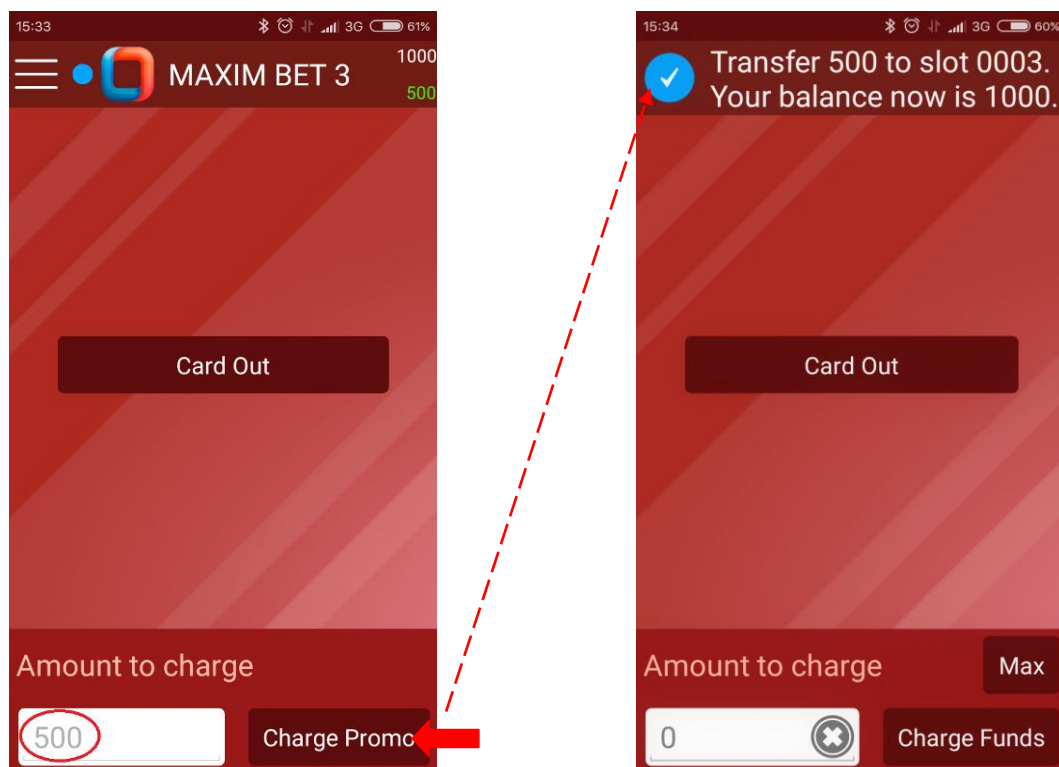 15:33
3G
61%
MAXIM BET 3
1000
500
Card Out
Amount to charge
500
Charge Promo
15:34
3G
60%
Transfer 500 to slot 0003.
Your balance now is 1000.
Card Out
Amount to charge
Max
0
Charge Funds